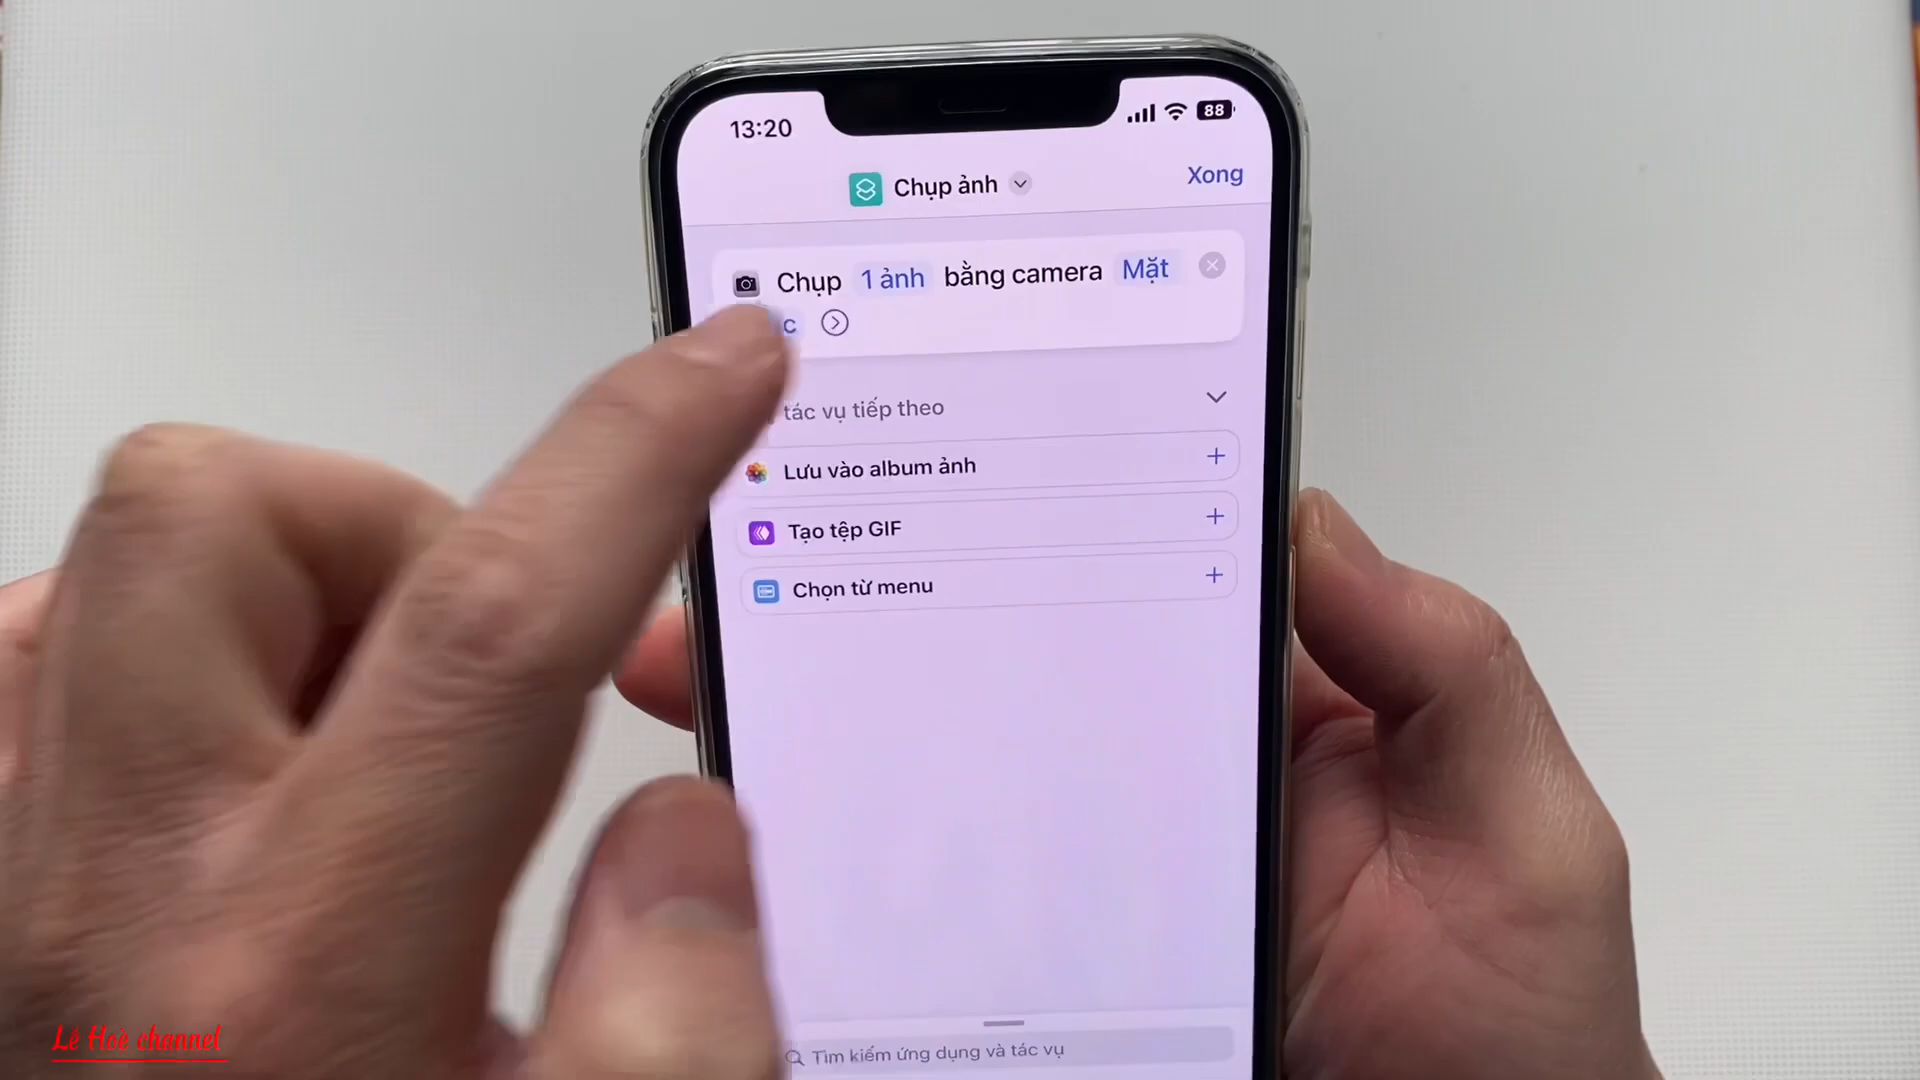 13:20
88
Chụp ảnh
Xong
Chụp 1 ảnh bằng camera Mặt
c
tác vụ tiếp theo
Lưu vào album ảnh
Tạo tệp GIF
Chọn từ menu
Tìm kiếm ứng dụng và tác vụ
Lê Hoè channel